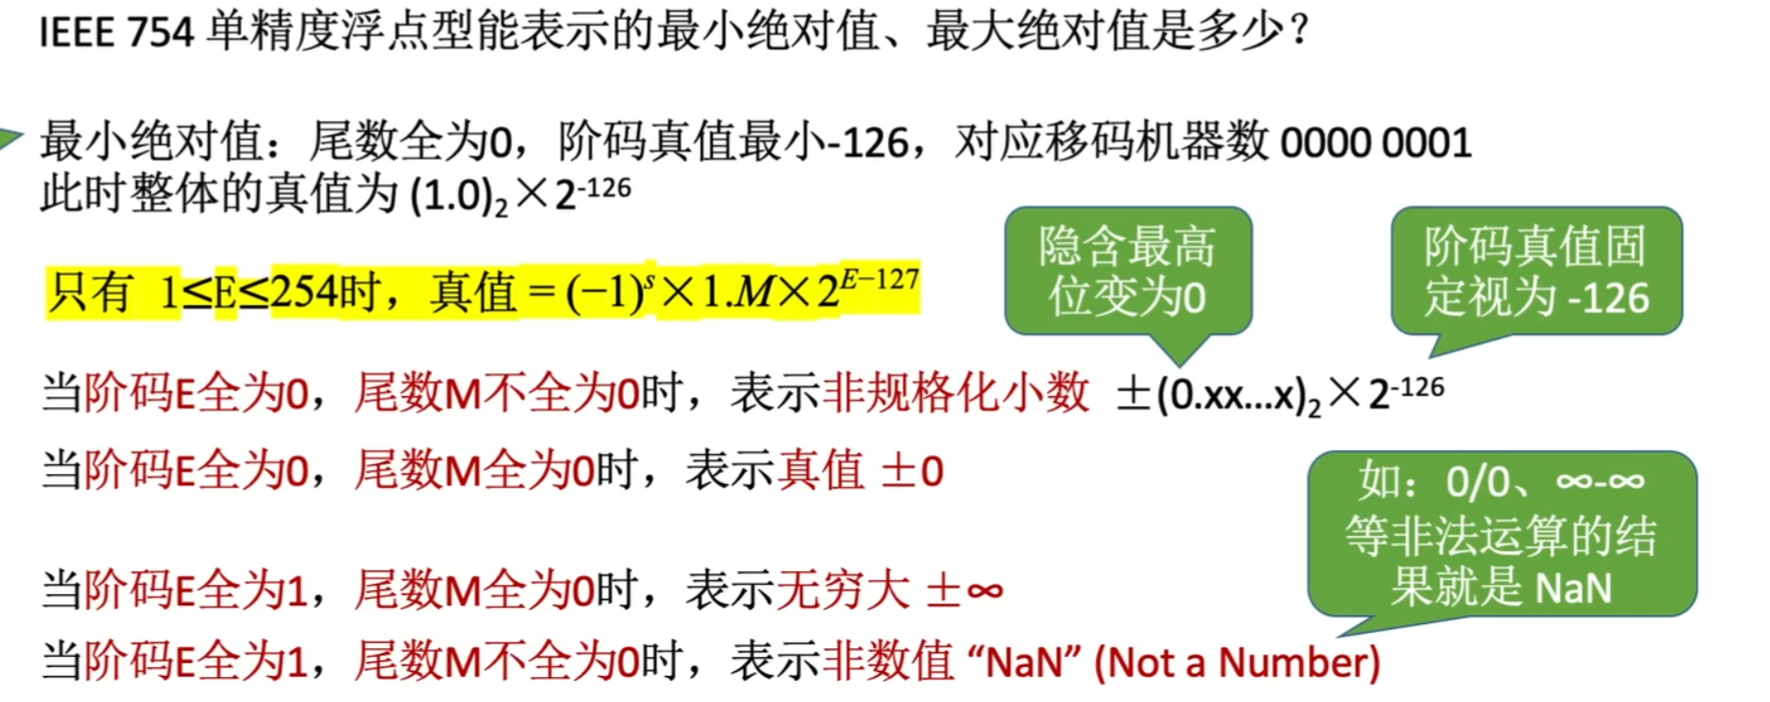 IEEE 754 单精度浮点型能表示的最小绝对值、最大绝对值是多少？
最小绝对值：尾数全为0，阶码真值最小-126，对应移码机器数 0000 0001
此时整体的真值为 (1.0)₂×2⁻¹²⁶
只有 1≤E≤254时，真值 = (−1)ˢ×1.M×2ᴱ⁻¹²⁷
隐含最高
位变为0
阶码真值固
定视为 -126
当阶码E全为0，尾数M不全为0时，表示非规格化小数 ±(0.xx...x)₂×2⁻¹²⁶
当阶码E全为0，尾数M全为0时，表示真值 ±0
如：0/0、∞-∞
等非法运算的结
果就是 NaN
当阶码E全为1，尾数M全为0时，表示无穷大 ±∞
当阶码E全为1，尾数M不全为0时，表示非数值 “NaN” (Not a Number)